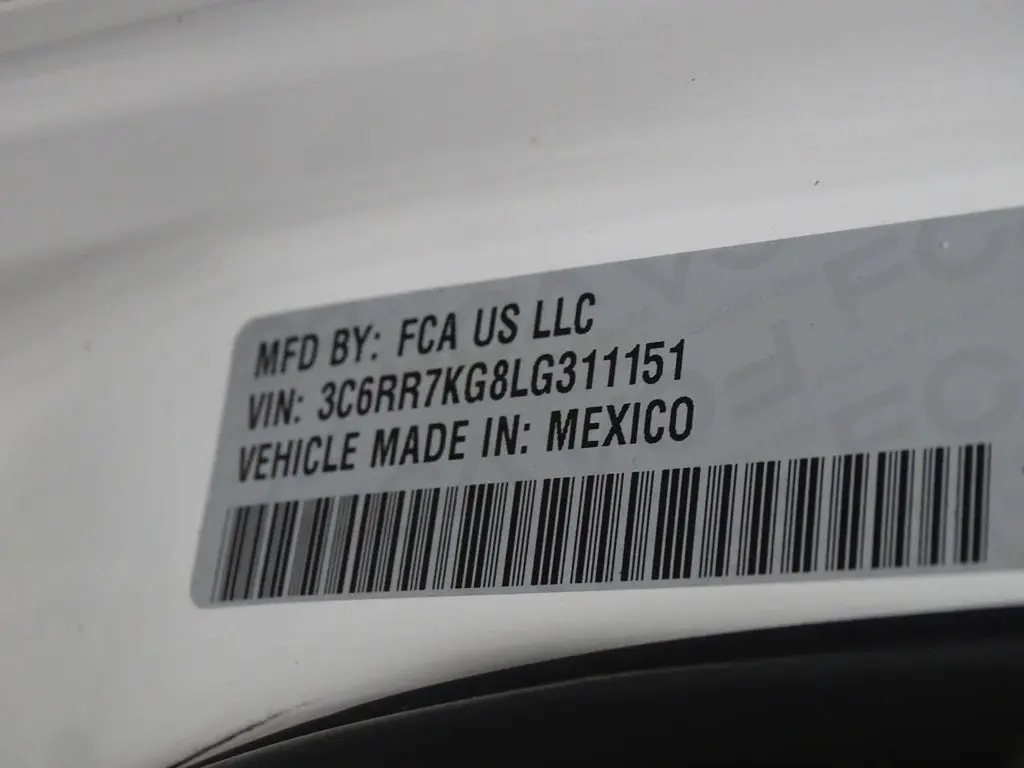 MFD BY: FCA US LLC
VIN: 3C6RR7KG8LG311151
VEHICLE MADE IN: MEXICO